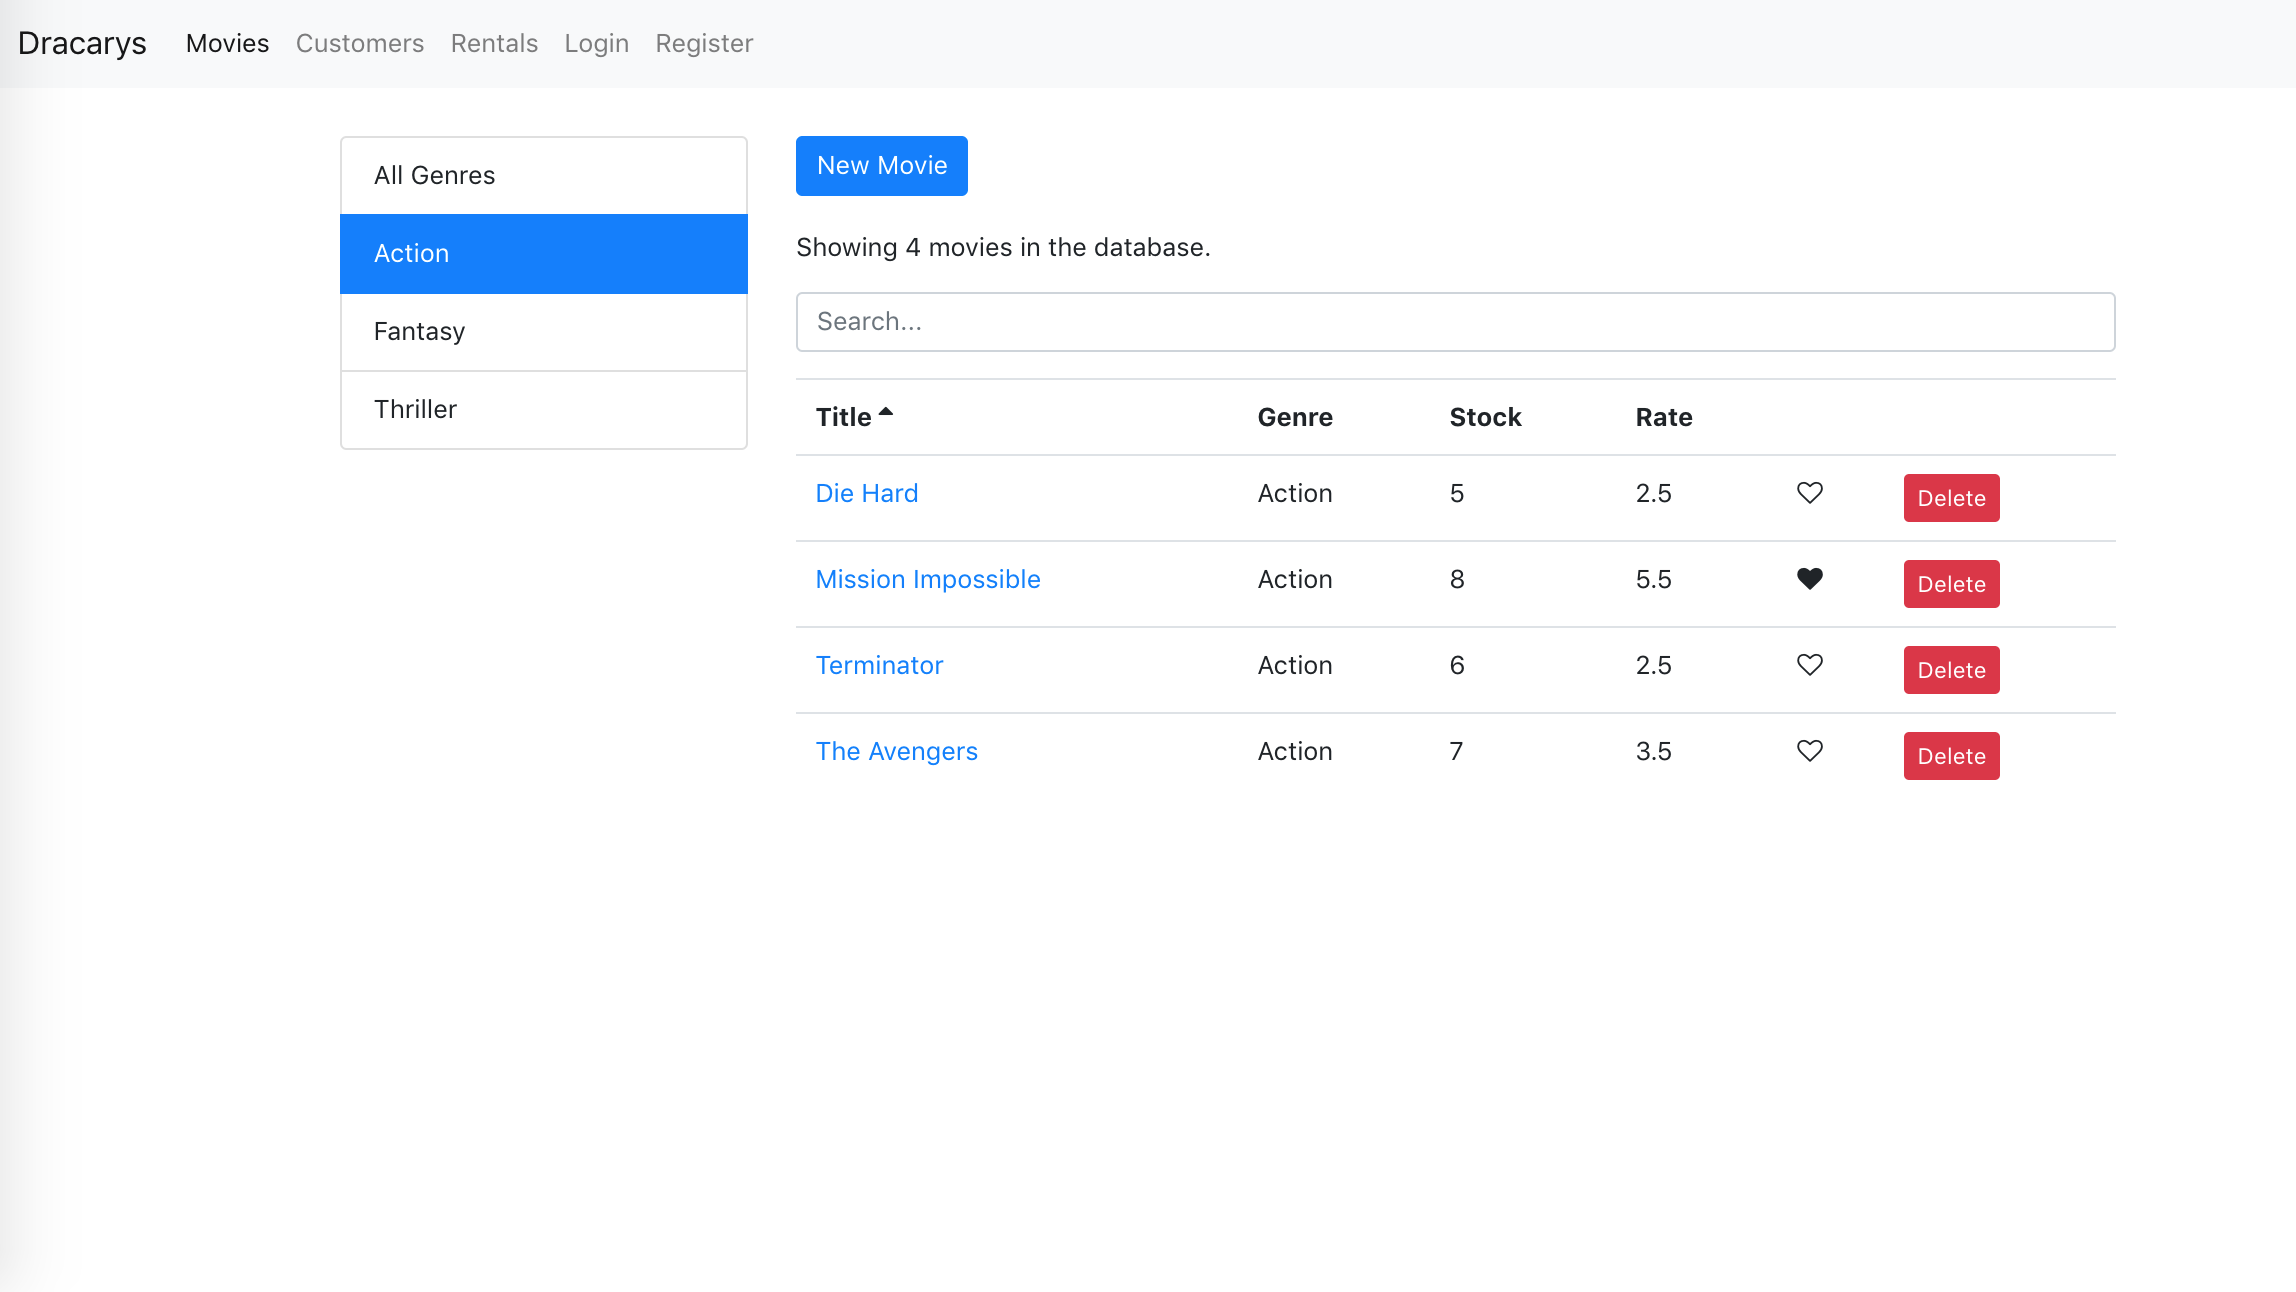 Dracarys Movies Customers Rentals Login Register
All Genres
Action
Fantasy
Thriller
New Movie
Showing 4 movies in the database.
Search...
Title Genre Stock Rate
Die Hard Action 5 2.5 Delete
Mission Impossible Action 8 5.5 Delete
Terminator Action 6 2.5 Delete
The Avengers Action 7 3.5 Delete